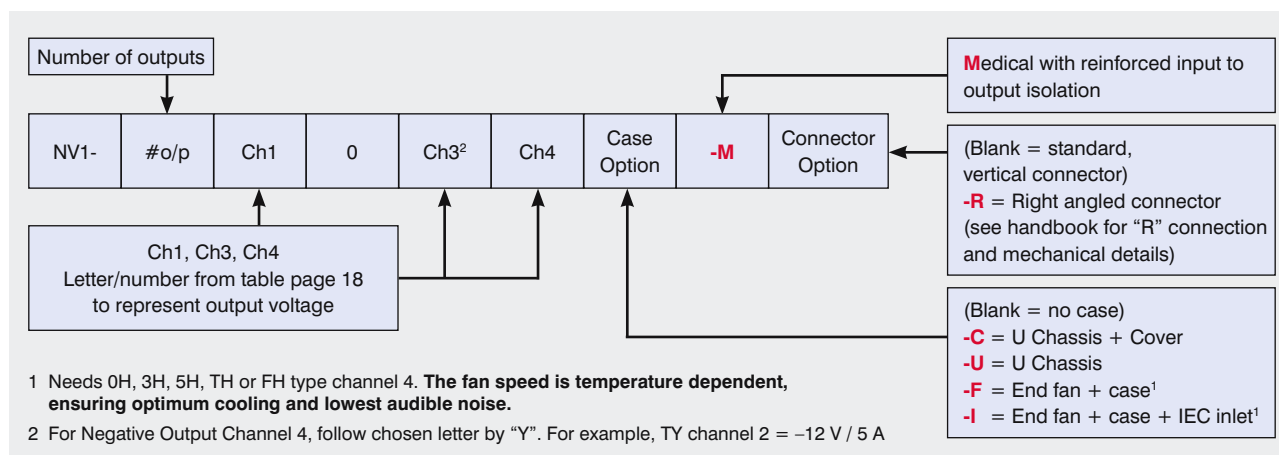 Number of outputs
NV1-
#o/p
Ch1
0
Ch3²
Ch4
Case
Option
-M
Connector
Option
Ch1, Ch3, Ch4
Letter/number from table page 18
to represent output voltage
Medical with reinforced input to
output isolation
(Blank = standard,
vertical connector)
-R = Right angled connector
(see handbook for “R” connection
and mechanical details)
(Blank = no case)
-C = U Chassis + Cover
-U = U Chassis
-F = End fan + case¹
-I = End fan + case + IEC inlet¹
1 Needs 0H, 3H, 5H, TH or FH type channel 4. The fan speed is temperature dependent,
ensuring optimum cooling and lowest audible noise.
2 For Negative Output Channel 4, follow chosen letter by “Y”. For example, TY channel 2 = –12 V / 5 A